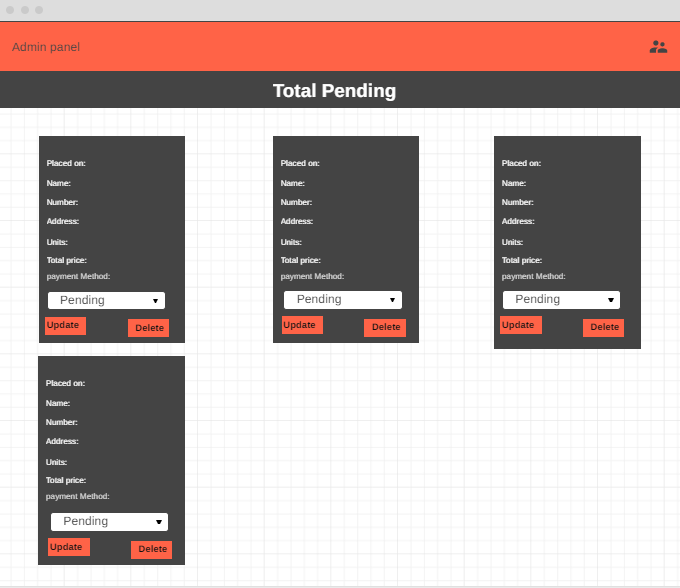 Admin panel
Total Pending
Placed on:
Name:
Number:
Address:
Units:
Total price:
payment Method:
Pending
Update
Delete
Placed on:
Name:
Number:
Address:
Units:
Total price:
payment Method:
Pending
Update
Delete
Placed on:
Name:
Number:
Address:
Units:
Total price:
payment Method:
Pending
Update
Delete
Placed on:
Name:
Number:
Address:
Units:
Total price:
payment Method:
Pending
Update
Delete